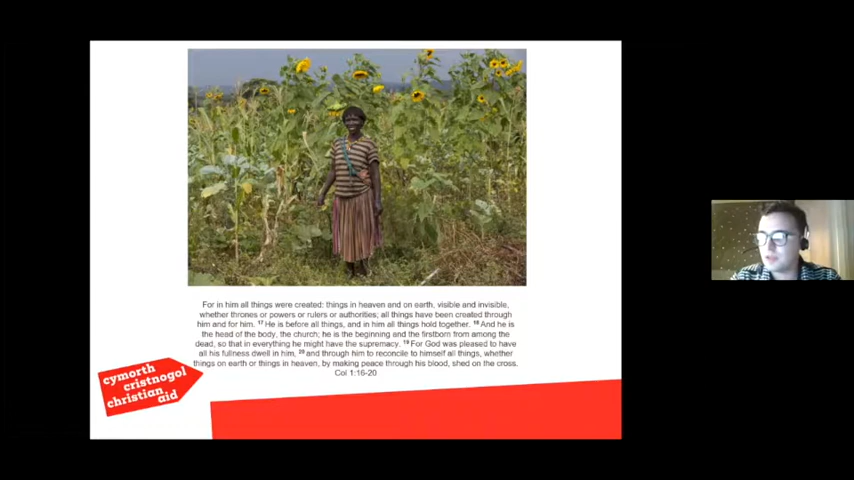 For in him all things were created: things in heaven and on earth, visible and invisible,
whether thrones or powers or rulers or authorities; all things have been created through
him and for him. 17 He is before all things, and in him all things hold together. 18 And he is
the head of the body, the church; he is the beginning and the firstborn from among the
dead, so that in everything he might have the supremacy. 19 For God was pleased to have
all his fullness dwell in him, 20 and through him to reconcile to himself all things, whether
things on earth or things in heaven, by making peace through his blood, shed on the cross.
Col 1:16-20
cymorth
cristnogol
christian
aid